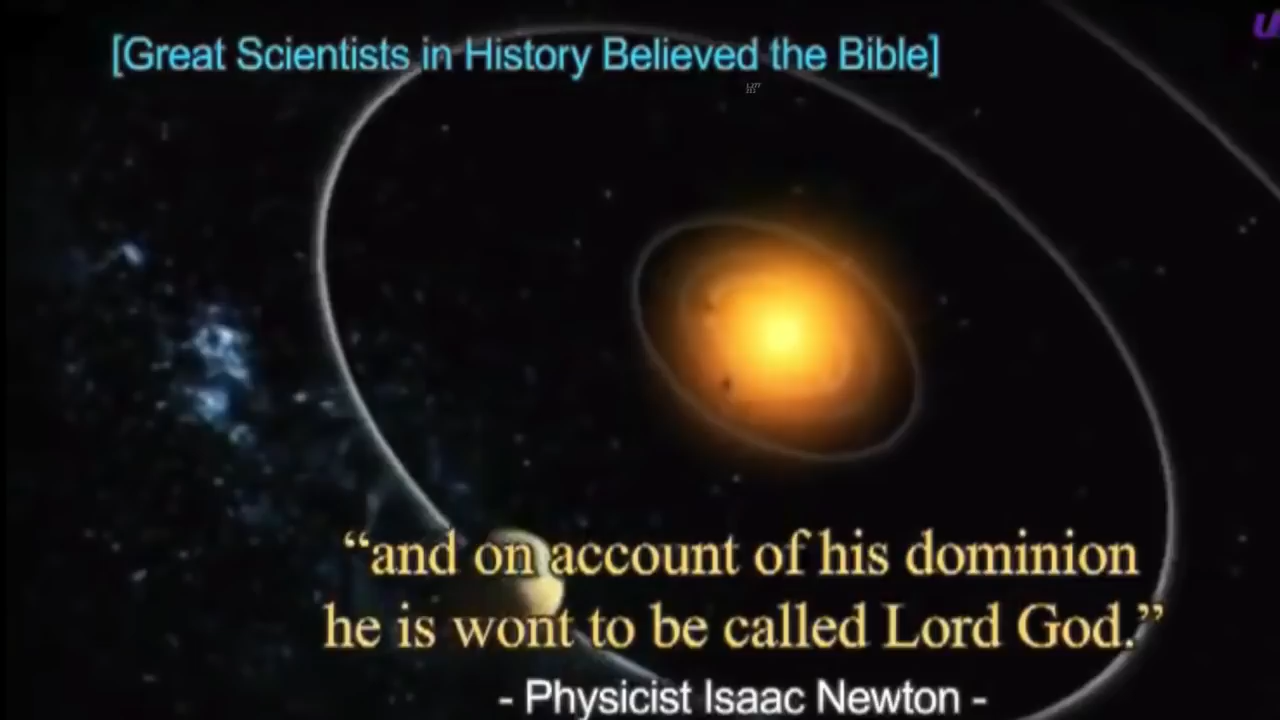 [Great Scientists in History Believed the Bible]
“and on account of his dominion
he is wont to be called Lord God.”
- Physicist Isaac Newton -